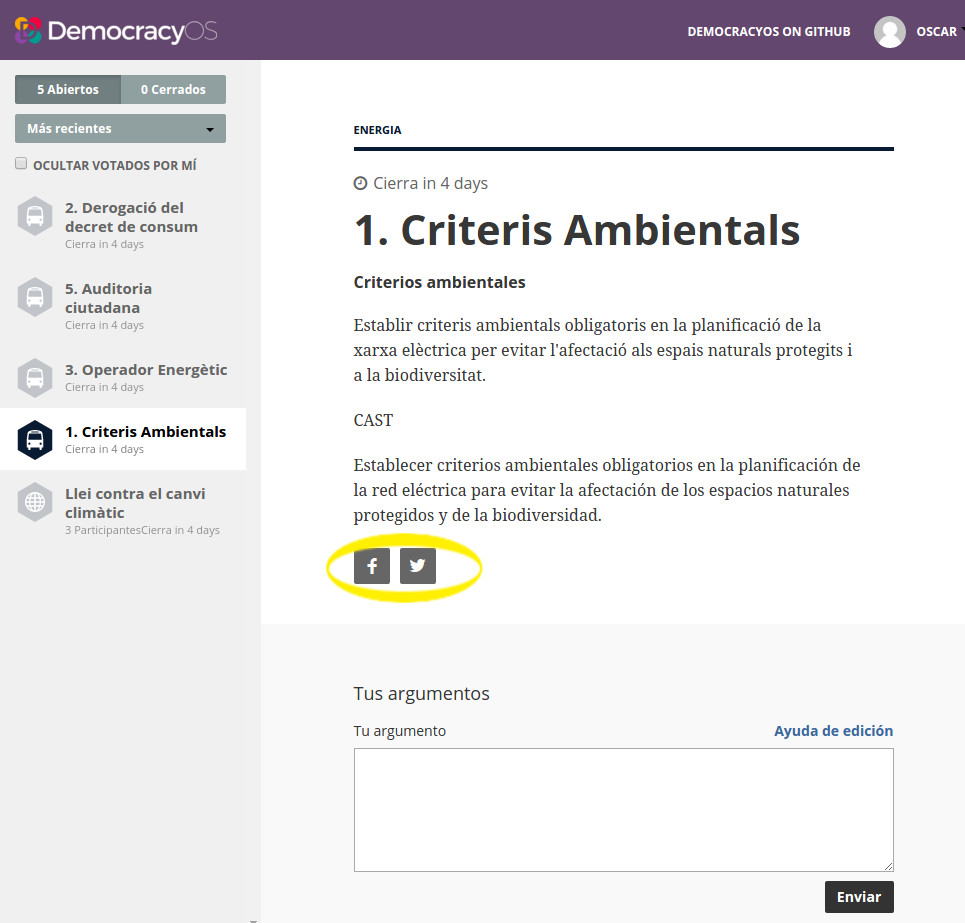 DemocracyOS
DEMOCRACYOS ON GITHUB
OSCAR
5 Abiertos
0 Cerrados
Más recientes
OCULTAR VOTADOS POR MÍ
2. Derogació del
decret de consum
Cierra in 4 days
5. Auditoria
ciutadana
Cierra in 4 days
3. Operador Energètic
Cierra in 4 days
1. Criteris Ambientals
Cierra in 4 days
Llei contra el canvi
climàtic
3 ParticipantesCierra in 4 days
ENERGIA
Cierra in 4 days
1. Criteris Ambientals
Criterios ambientales
Establir criteris ambientals obligatoris en la planificació de la
xarxa elèctrica per evitar l'afectació als espais naturals protegits i
a la biodiversitat.
CAST
Establecer criterios ambientales obligatorios en la planificación de
la red eléctrica para evitar la afectación de los espacios naturales
protegidos y de la biodiversidad.
Tus argumentos
Tu argumento
Ayuda de edición
Enviar